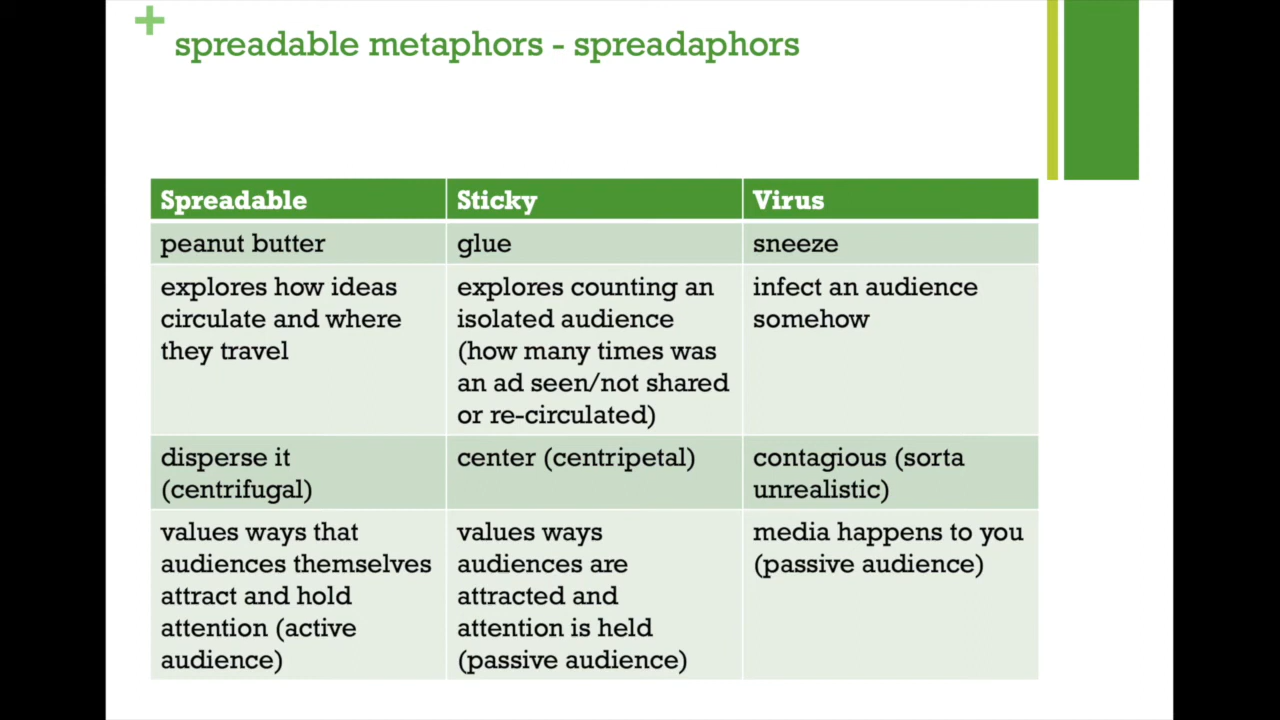 +
spreadable metaphors - spreadaphors
Spreadable
Sticky
Virus
peanut butter
glue
sneeze
explores how ideas
circulate and where
they travel
explores counting an
isolated audience
(how many times was
an ad seen/not shared
or re-circulated)
infect an audience
somehow
disperse it
(centrifugal)
center (centripetal)
contagious (sorta
unrealistic)
values ways that
audiences themselves
attract and hold
attention (active
audience)
values ways
audiences are
attracted and
attention is held
(passive audience)
media happens to you
(passive audience)